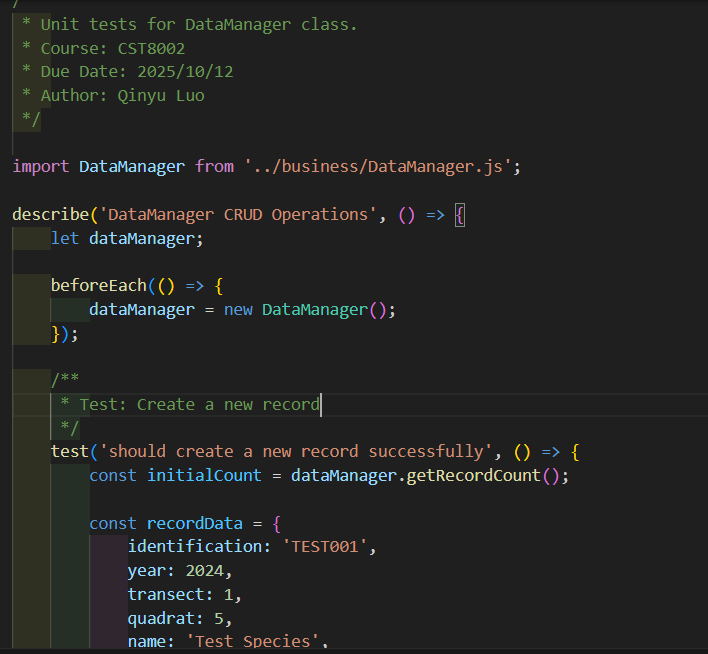 /
* Unit tests for DataManager class.
* Course: CST8002
* Due Date: 2025/10/12
* Author: Qinyu Luo
*/
import DataManager from '../business/DataManager.js';
describe('DataManager CRUD Operations', () => {
let dataManager;
beforeEach(() => {
dataManager = new DataManager();
});
/**
* Test: Create a new record
*/
test('should create a new record successfully', () => {
const initialCount = dataManager.getRecordCount();
const recordData = {
identification: 'TEST001',
year: 2024,
transect: 1,
quadrat: 5,
name: 'Test Species',